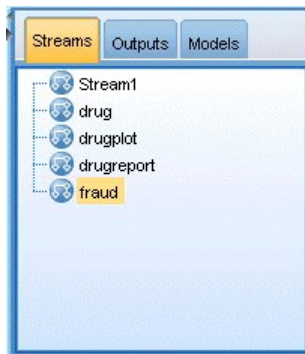 Streams Outputs Models
Stream1
drug
drugplot
drugreport
fraud